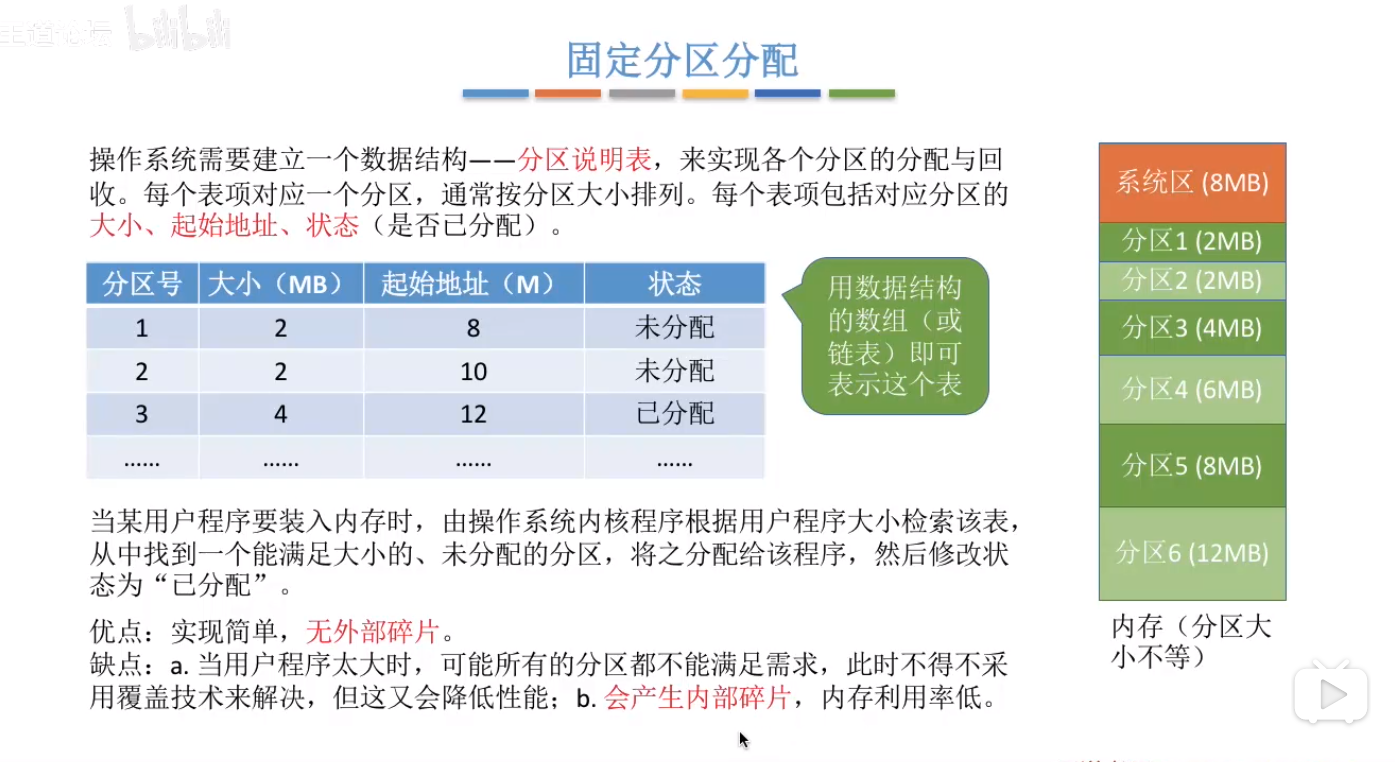 王道论坛 bilibili
固定分区分配
操作系统需要建立一个数据结构——分区说明表，来实现各个分区的分配与回
收。每个表项对应一个分区，通常按分区大小排列。每个表项包括对应分区的
大小、起始地址、状态（是否已分配）。
分区号 大小（MB） 起始地址（M） 状态
1 2 8 未分配
2 2 10 未分配
3 4 12 已分配
…… …… …… ……
用数据结构
的数组（或
链表）即可
表示这个表
当某用户程序要装入内存时，由操作系统内核程序根据用户程序大小检索该表，
从中找到一个能满足大小的、未分配的分区，将之分配给该程序，然后修改状
态为“已分配”。
优点：实现简单，无外部碎片。
缺点：a. 当用户程序太大时，可能所有的分区都不能满足需求，此时不得不采
用覆盖技术来解决，但这又会降低性能；b. 会产生内部碎片，内存利用率低。
系统区 (8MB)
分区1 (2MB)
分区2 (2MB)
分区3 (4MB)
分区4 (6MB)
分区5 (8MB)
分区6 (12MB)
内存（分区大
小不等）